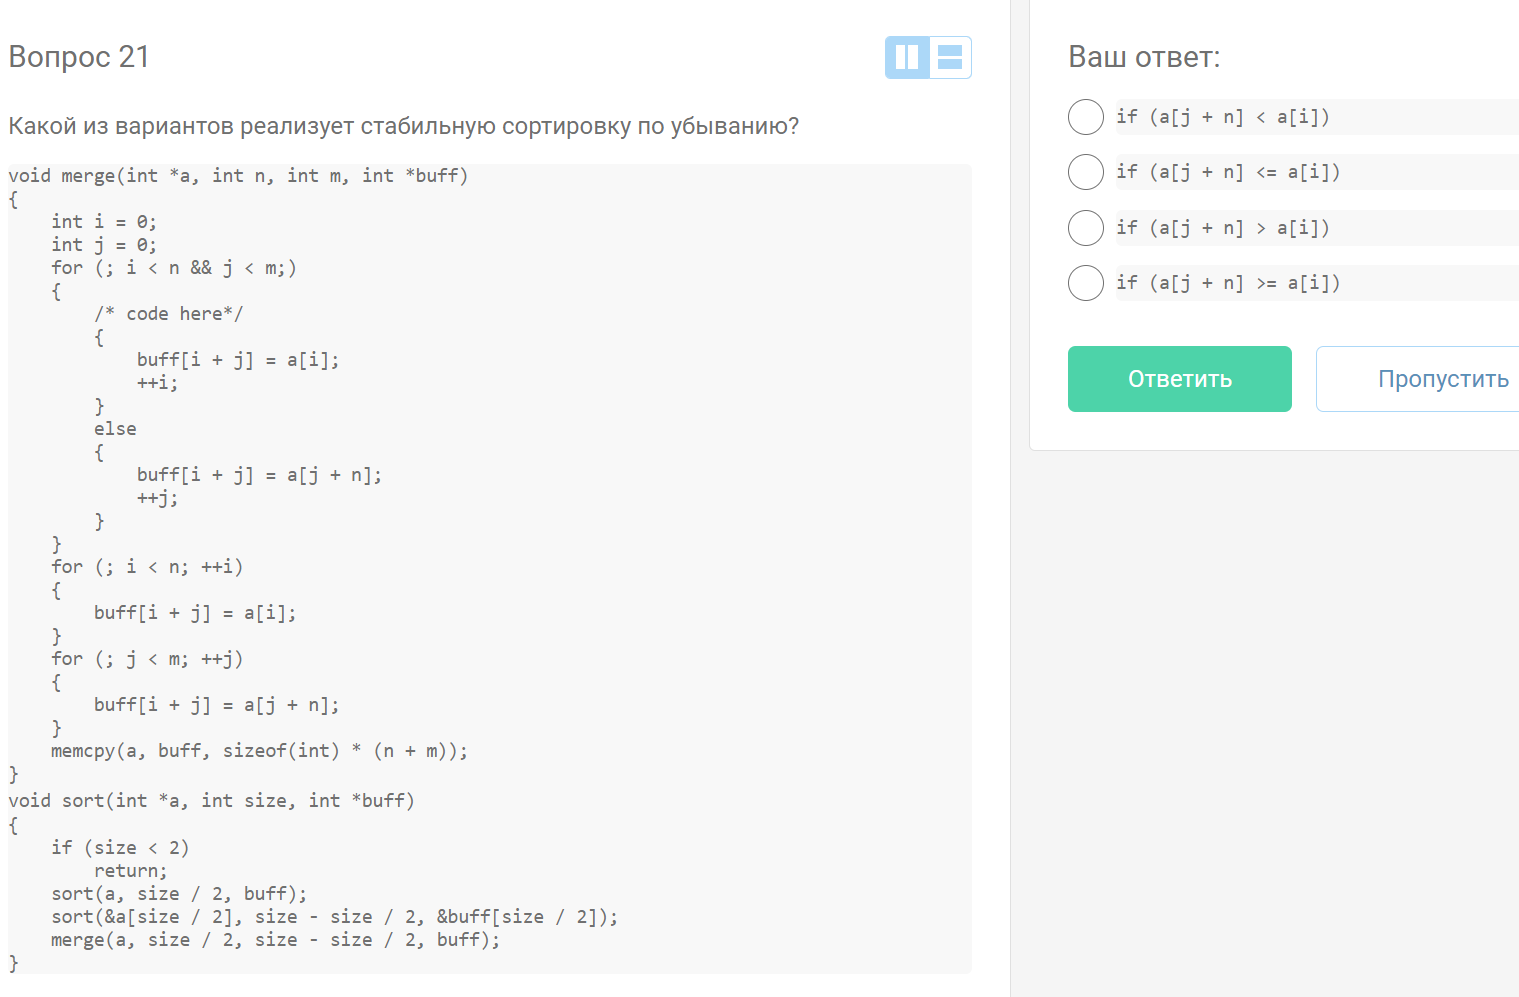 Вопрос 21
Какой из вариантов реализует стабильную сортировку по убыванию?
void merge(int *a, int n, int m, int *buff)
{
    int i = 0;
    int j = 0;
    for (; i < n && j < m;)
    {
        /* code here*/
        {
            buff[i + j] = a[i];
            ++i;
        }
        else
        {
            buff[i + j] = a[j + n];
            ++j;
        }
    }
    for (; i < n; ++i)
    {
        buff[i + j] = a[i];
    }
    for (; j < m; ++j)
    {
        buff[i + j] = a[j + n];
    }
    memcpy(a, buff, sizeof(int) * (n + m));
}
void sort(int *a, int size, int *buff)
{
    if (size < 2)
        return;
    sort(a, size / 2, buff);
    sort(&a[size / 2], size - size / 2, &buff[size / 2]);
    merge(a, size / 2, size - size / 2, buff);
}
Ваш ответ:
if (a[j + n] < a[i])
if (a[j + n] <= a[i])
if (a[j + n] > a[i])
if (a[j + n] >= a[i])
Ответить
Пропустить